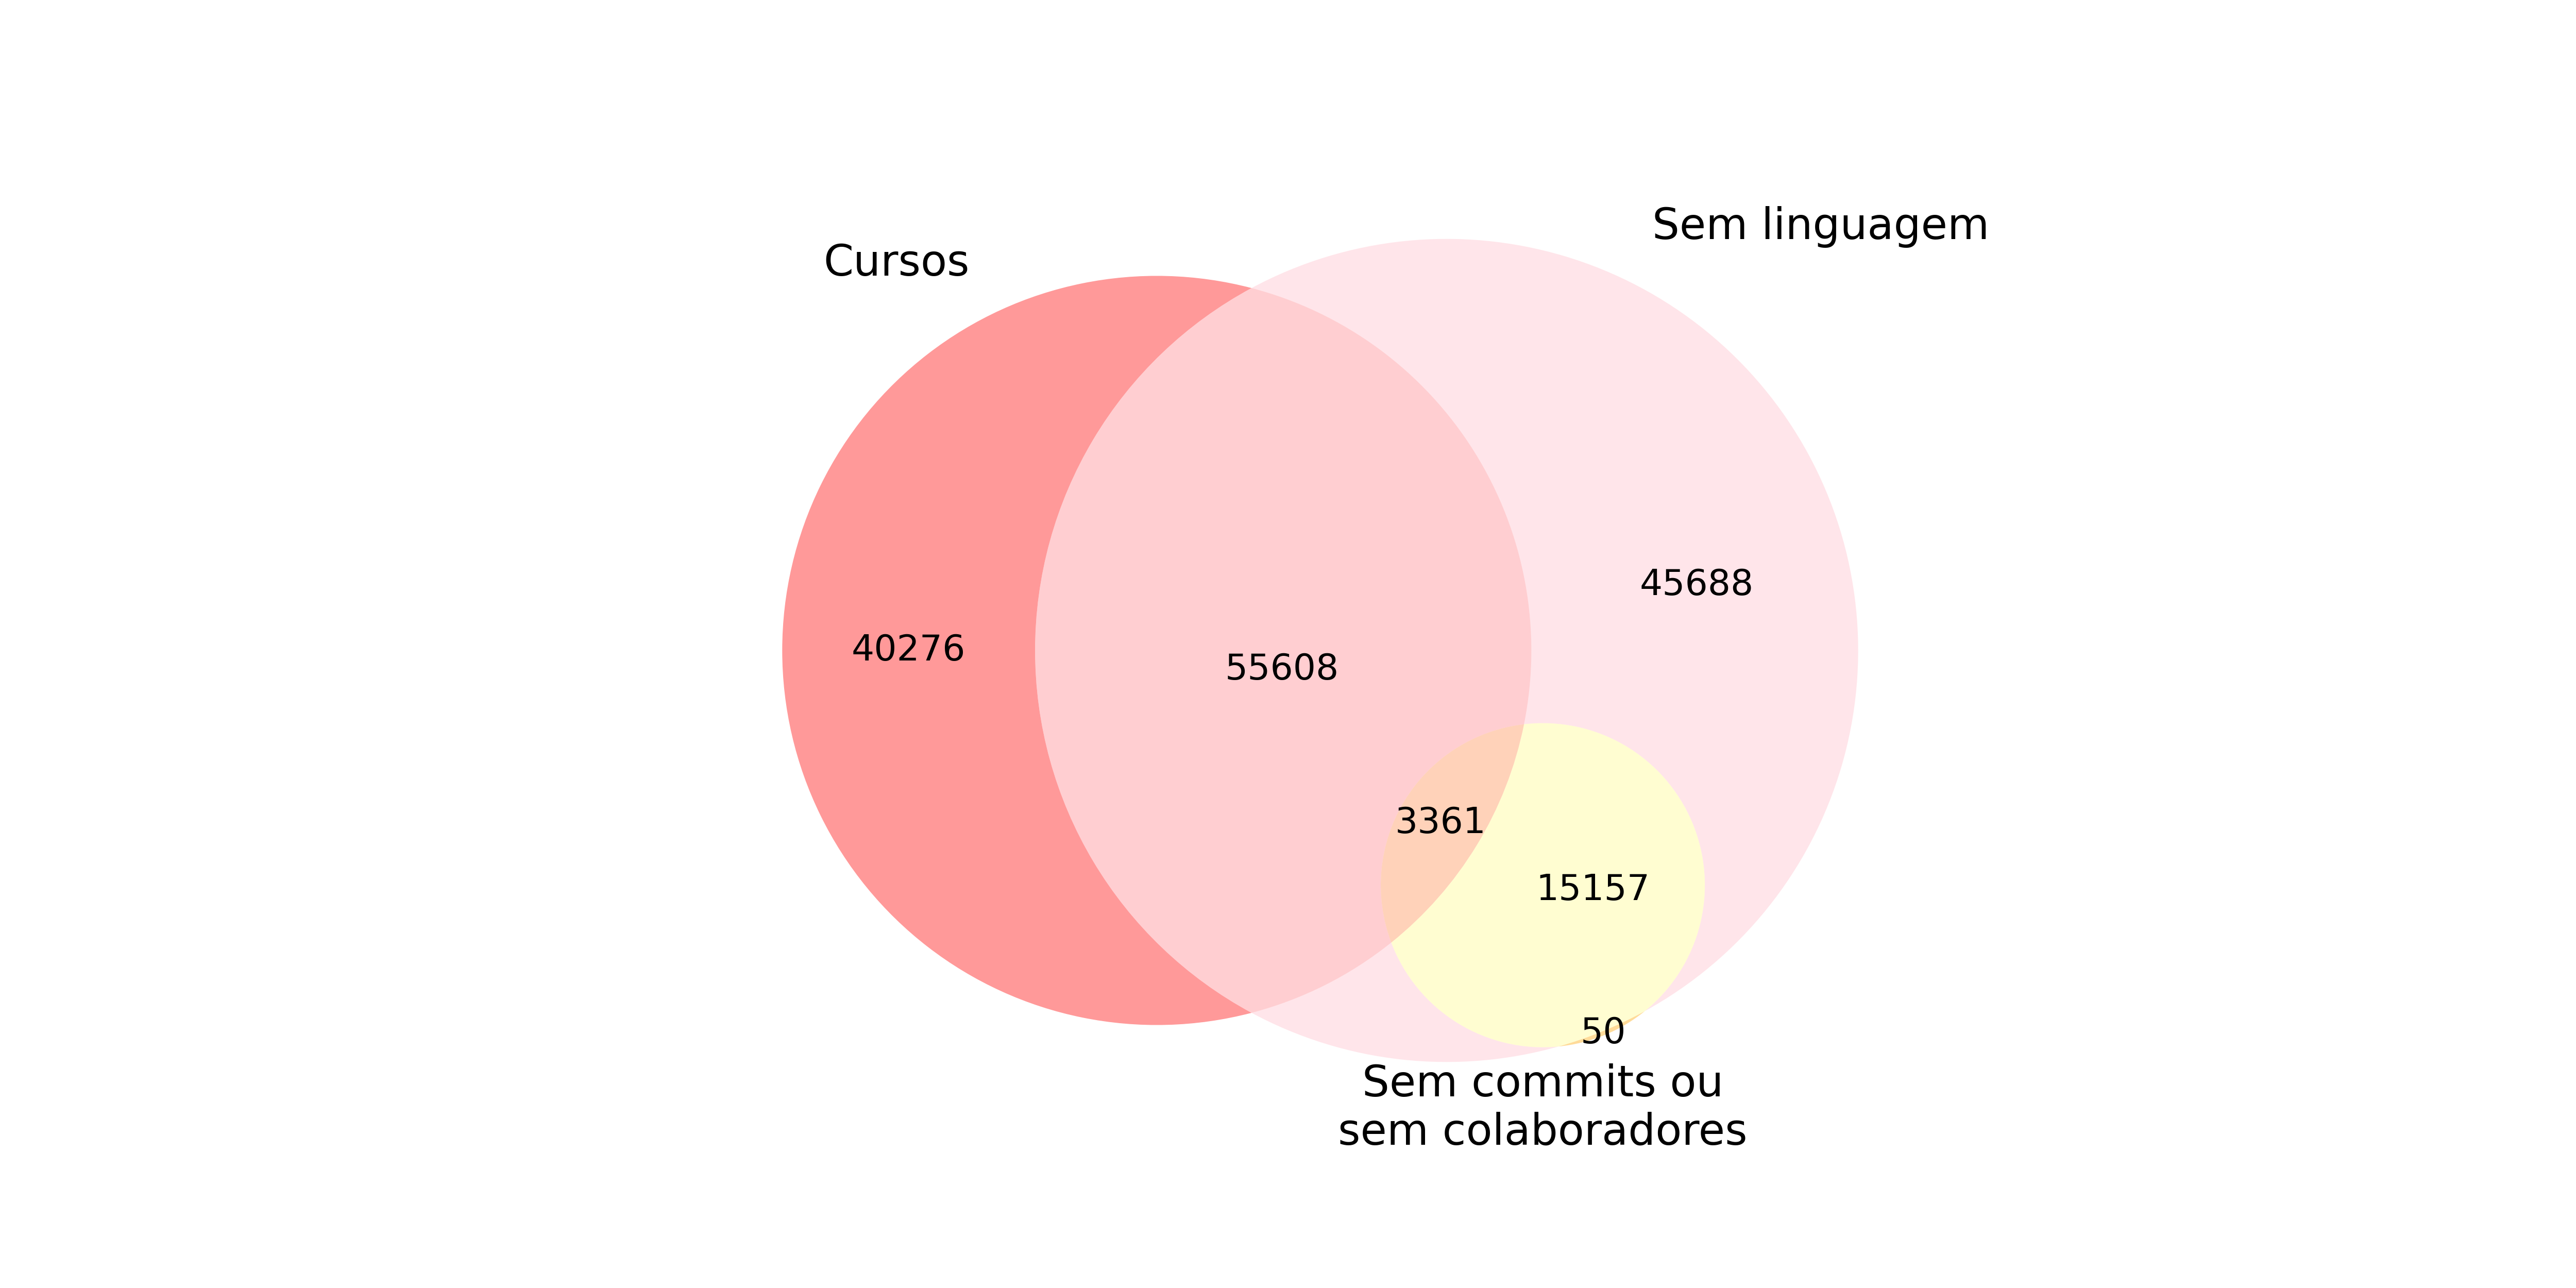 Sem linguagem
Cursos
45688
40276
55608
3361
15157
50
Sem commits ou
sem colaboradores